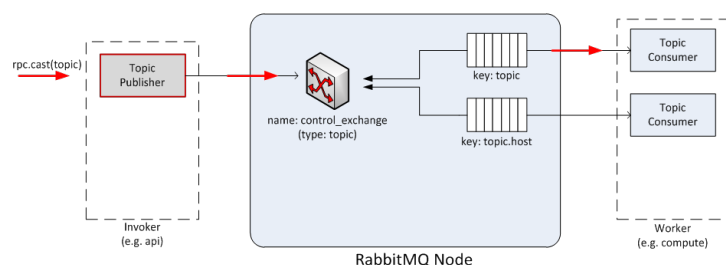 rpc.cast(topic)
Topic
Publisher
name: control_exchange
(type: topic)
key: topic
key: topic.host
Topic
Consumer
Topic
Consumer
Invoker
(e.g. api)
Worker
(e.g. compute)
RabbitMQ Node